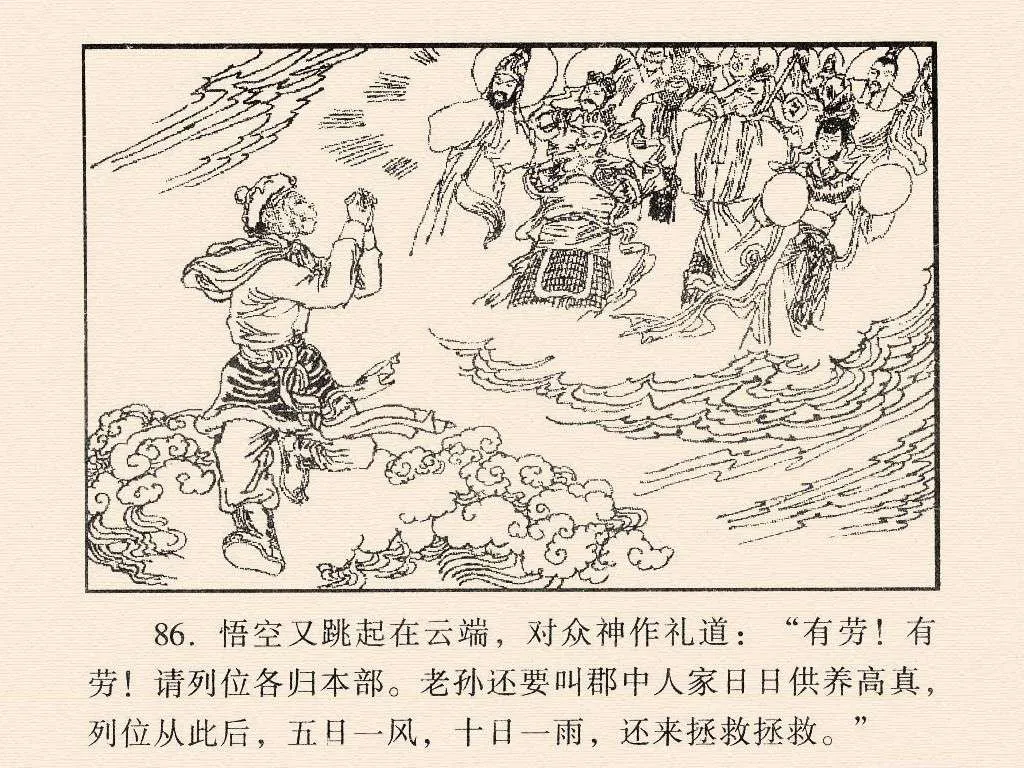 86. 悟空又跳起在云端，对众神作礼道：“有劳！有
劳！请列位各归本部。老孙还要叫郡中人家日日供养高真，
列位从此后，五日一风，十日一雨，还来拯救拯救。”